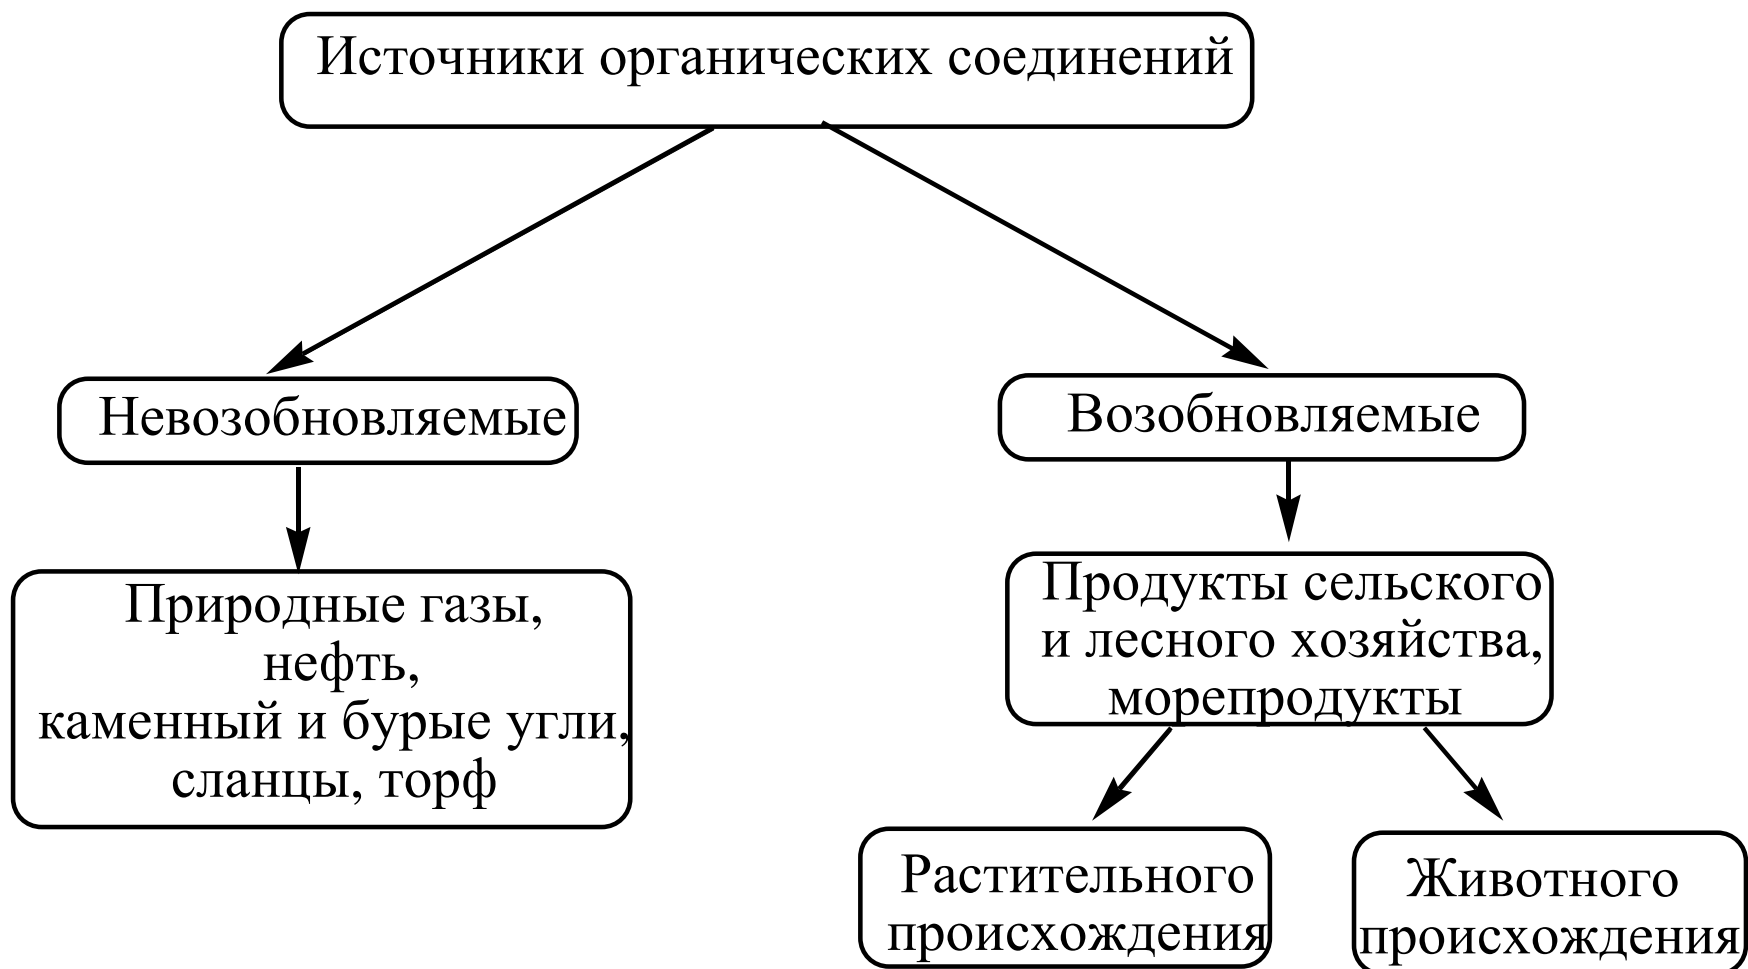 Источники органических соединений
Невозобновляемые
Возобновляемые
Природные газы,
нефть,
каменный и бурые угли,
сланцы, торф
Продукты сельского
и лесного хозяйства,
морепродукты
Растительного
происхождения
Животного
происхождения